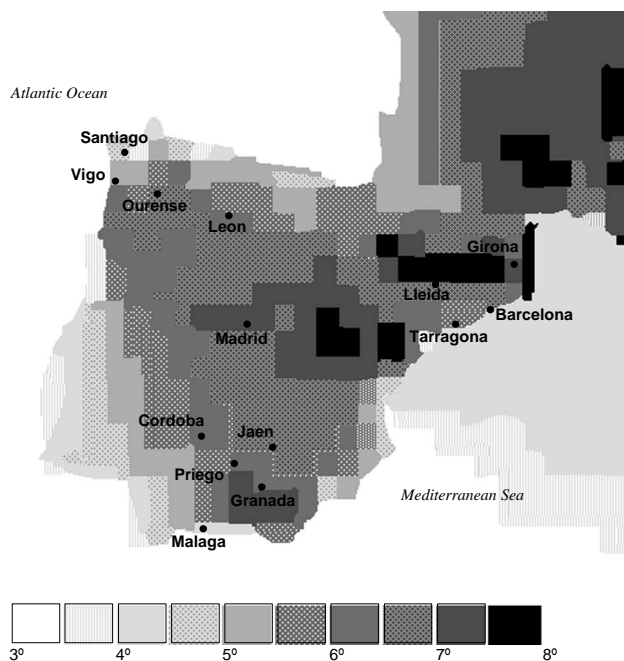 Atlantic Ocean
Santiago
Vigo
Ourense
Leon
Girona
Lleida
Barcelona
Madrid
Tarragona
Cordoba
Jaen
Priego
Granada
Mediterranean Sea
Malaga
3º 4º 5º 6º 7º 8º